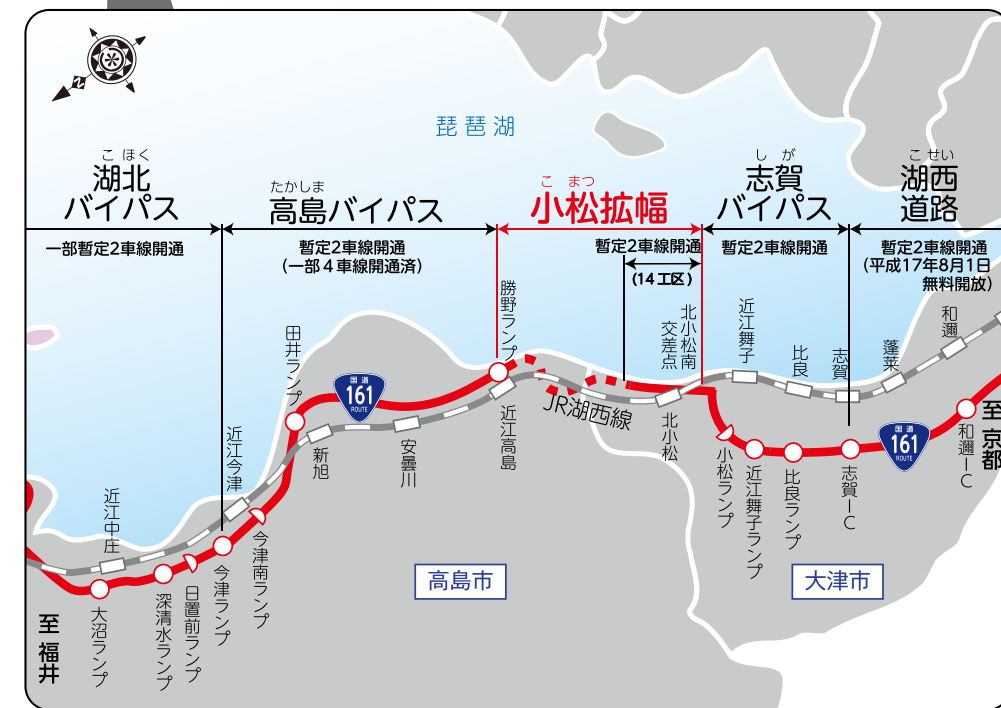 N
琵琶湖
こほく
湖北
バイパス
一部暫定2車線開通
たかしま
高島バイパス
暫定2車線開通
(一部4車線開通済)
こ まつ
小松拡幅
暫定2車線開通
(14工区)
しが
志賀
バイパス
暫定2車線開通
こせい
湖西
道路
暫定2車線開通
(平成17年8月1日
無料開放)
勝野ランプ
田井ランプ
北小松南
交差点
近江舞子
比良
志賀
蓬莱
和邇
国道
161
ROUTE
JR湖西線
近江今津
新旭
安曇川
近江高島
北小松
小松ランプ
近江舞子ランプ
比良ランプ
志賀IC
国道
161
ROUTE
和邇IC
至京都
近江中庄
今津南ランプ
今津ランプ
日置前ランプ
深清水ランプ
大沼ランプ
至福井
高島市
大津市